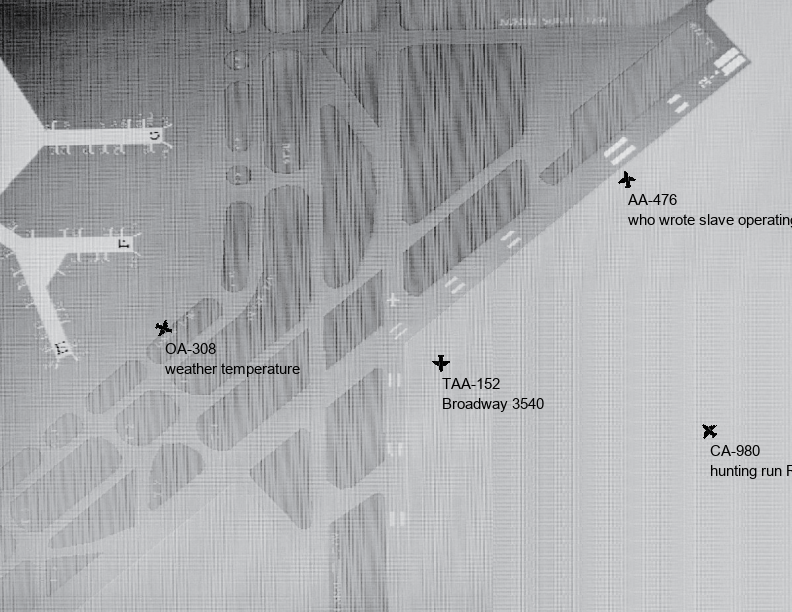 AA-476
who wrote slave operating
OA-308
weather temperature
TAA-152
Broadway 3540
CA-980
hunting run